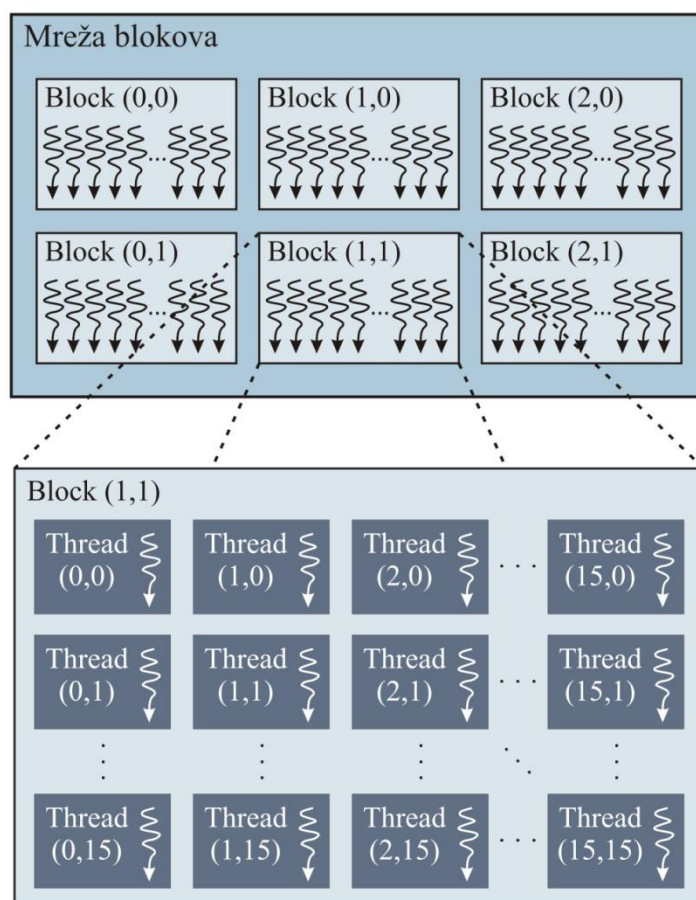 Mreža blokova
Block (0,0)
Block (1,0)
Block (2,0)
Block (0,1)
Block (1,1)
Block (2,1)
Block (1,1)
Thread
(0,0)
Thread
(1,0)
Thread
(2,0)
Thread
(15,0)
Thread
(0,1)
Thread
(1,1)
Thread
(2,1)
Thread
(15,1)
Thread
(0,15)
Thread
(1,15)
Thread
(2,15)
Thread
(15,15)